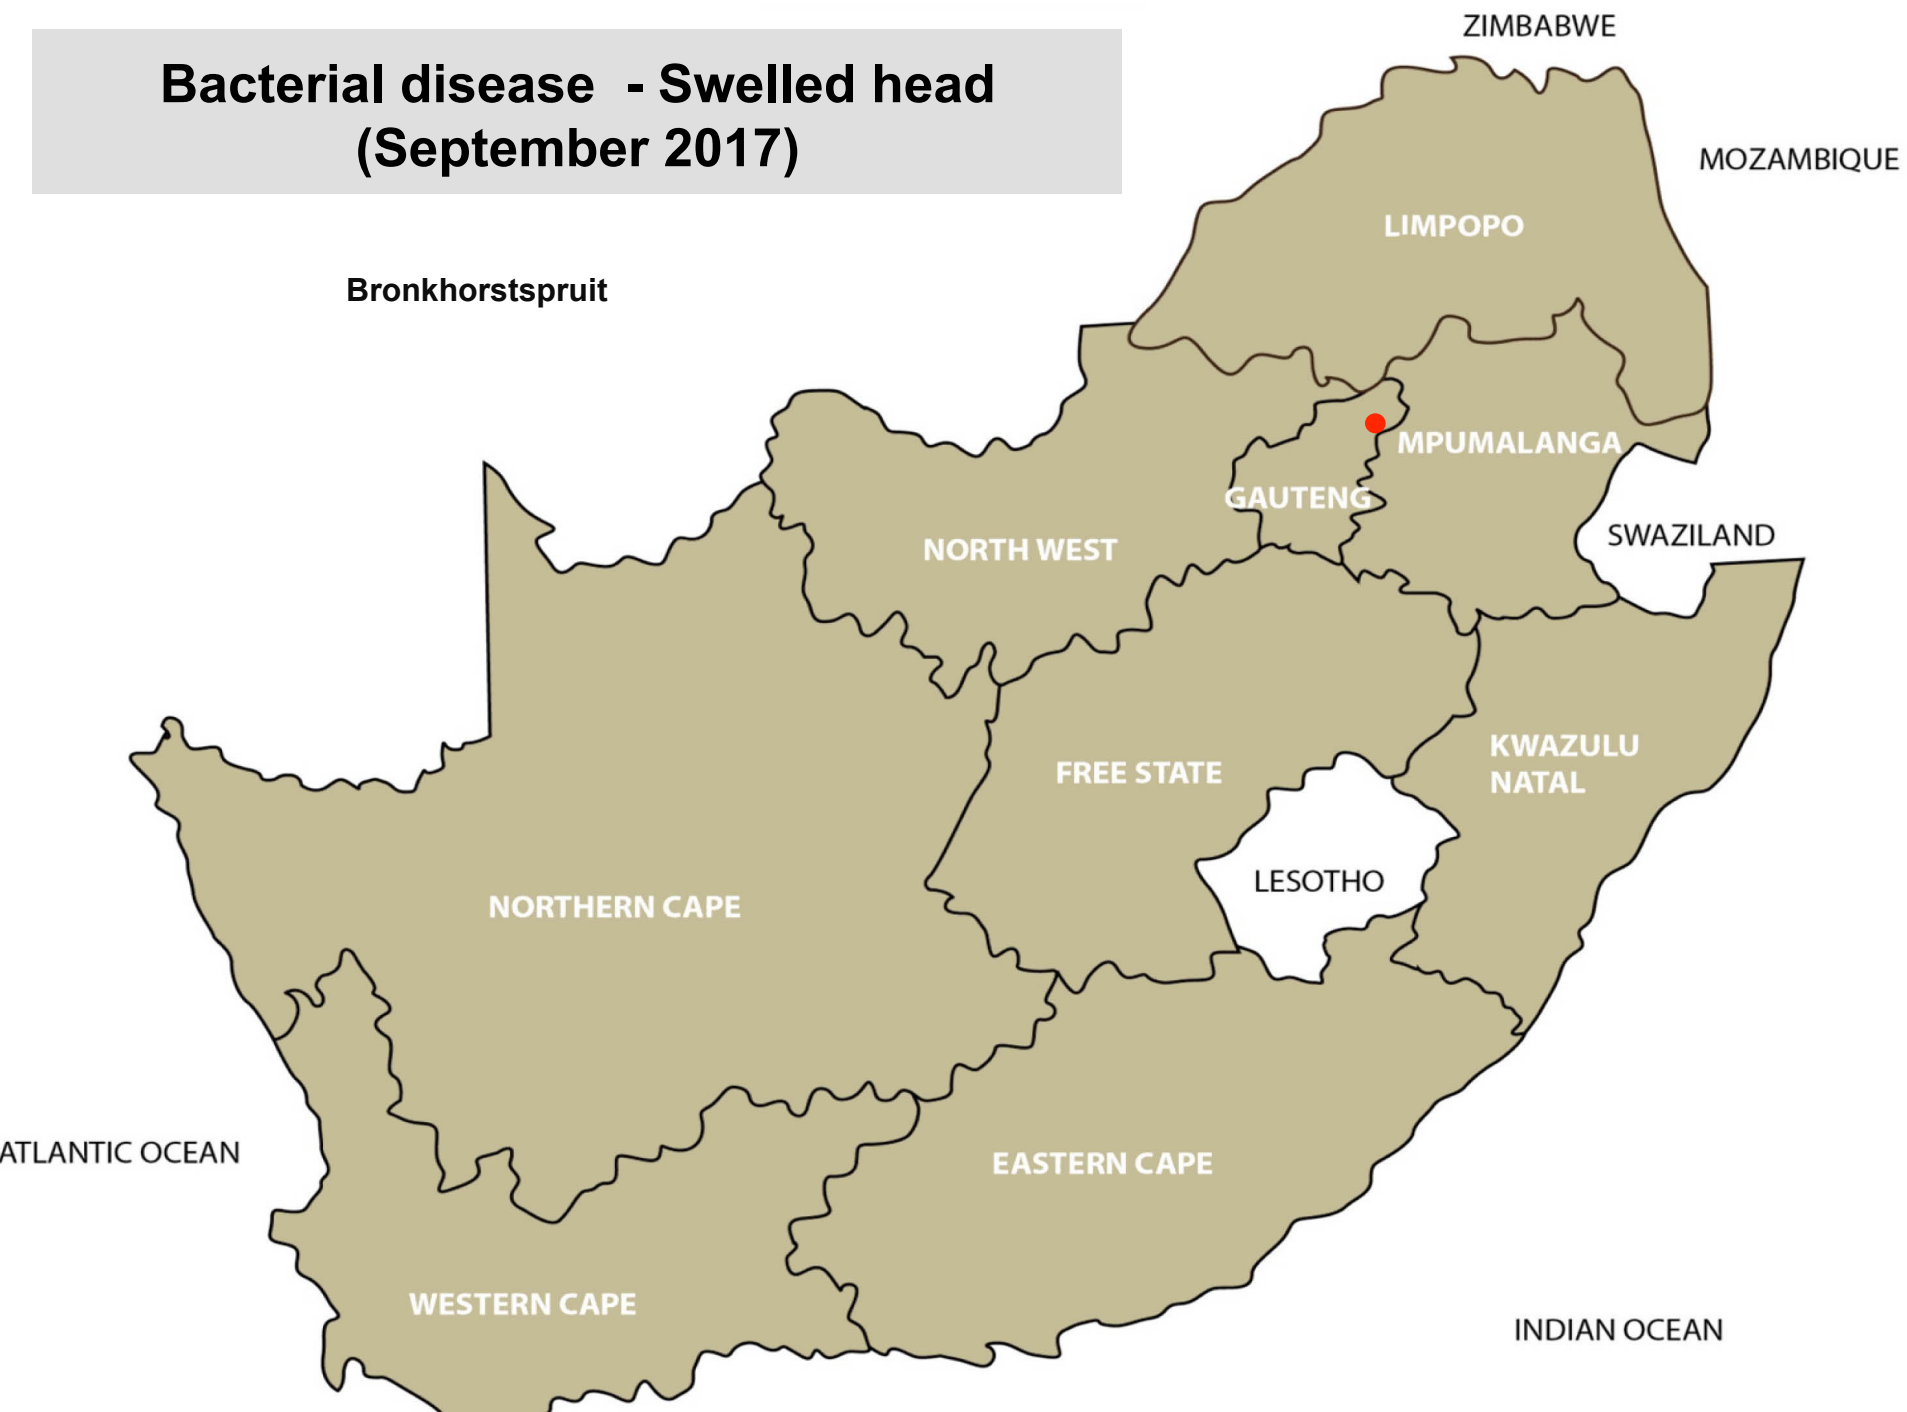 Bacterial disease - Swelled head
(September 2017)
ZIMBABWE
MOZAMBIQUE
LIMPOPO
Bronkhorstspruit
MPUMALANGA
GAUTENG
SWAZILAND
NORTH WEST
KWAZULU
NATAL
FREE STATE
LESOTHO
NORTHERN CAPE
ATLANTIC OCEAN
EASTERN CAPE
WESTERN CAPE
INDIAN OCEAN